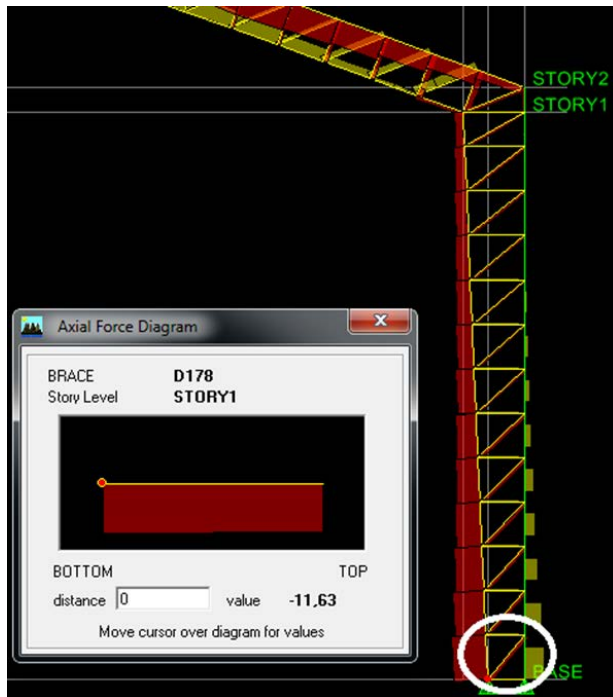 STORY2
STORY1
Axial Force Diagram
BRACE D178
Story Level STORY1
BOTTOM TOP
distance 0 value -11,63
Move cursor over diagram for values
BASE